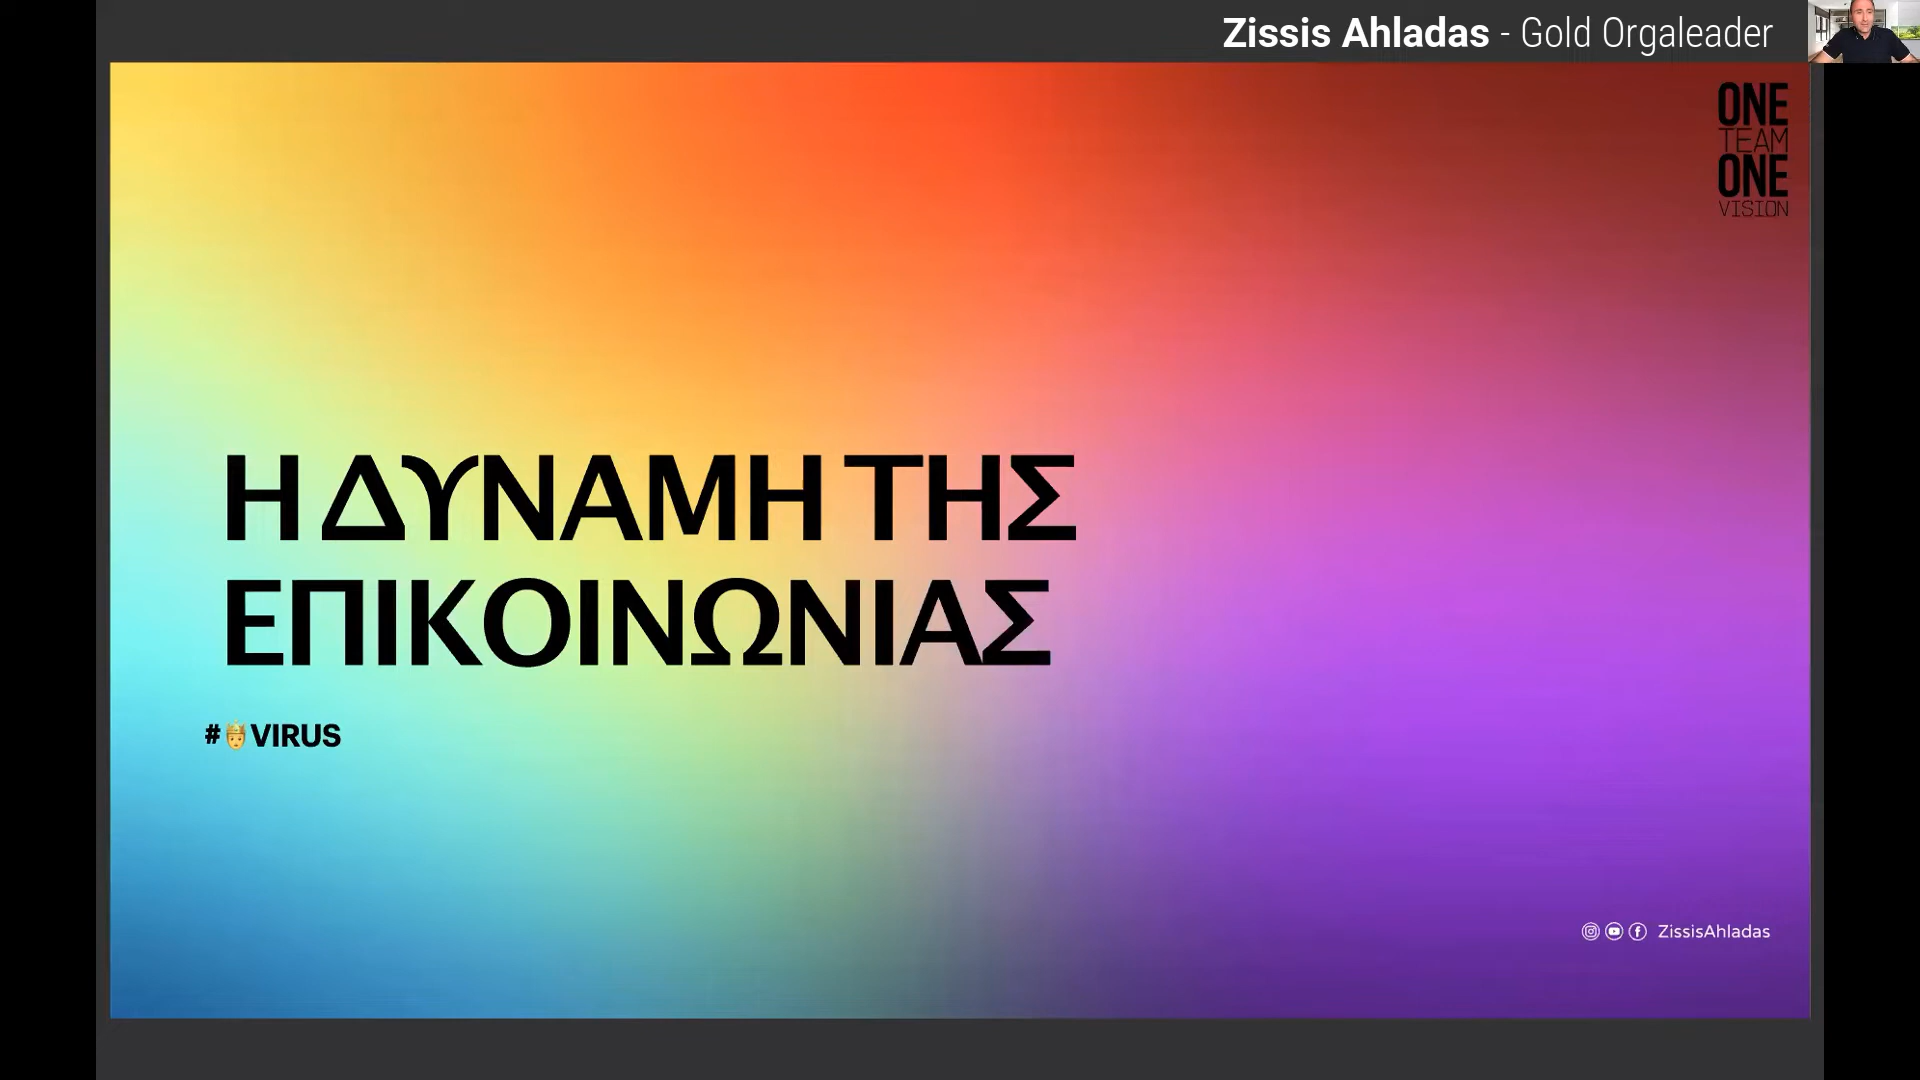 Zissis Ahladas - Gold Orgaleader
ONE
TEAM
ONE
VISION
Η ΔΥΝΑΜΗ ΤΗΣ
ΕΠΙΚΟΙΝΩΝΙΑΣ
#🤴VIRUS
ZissisAhladas